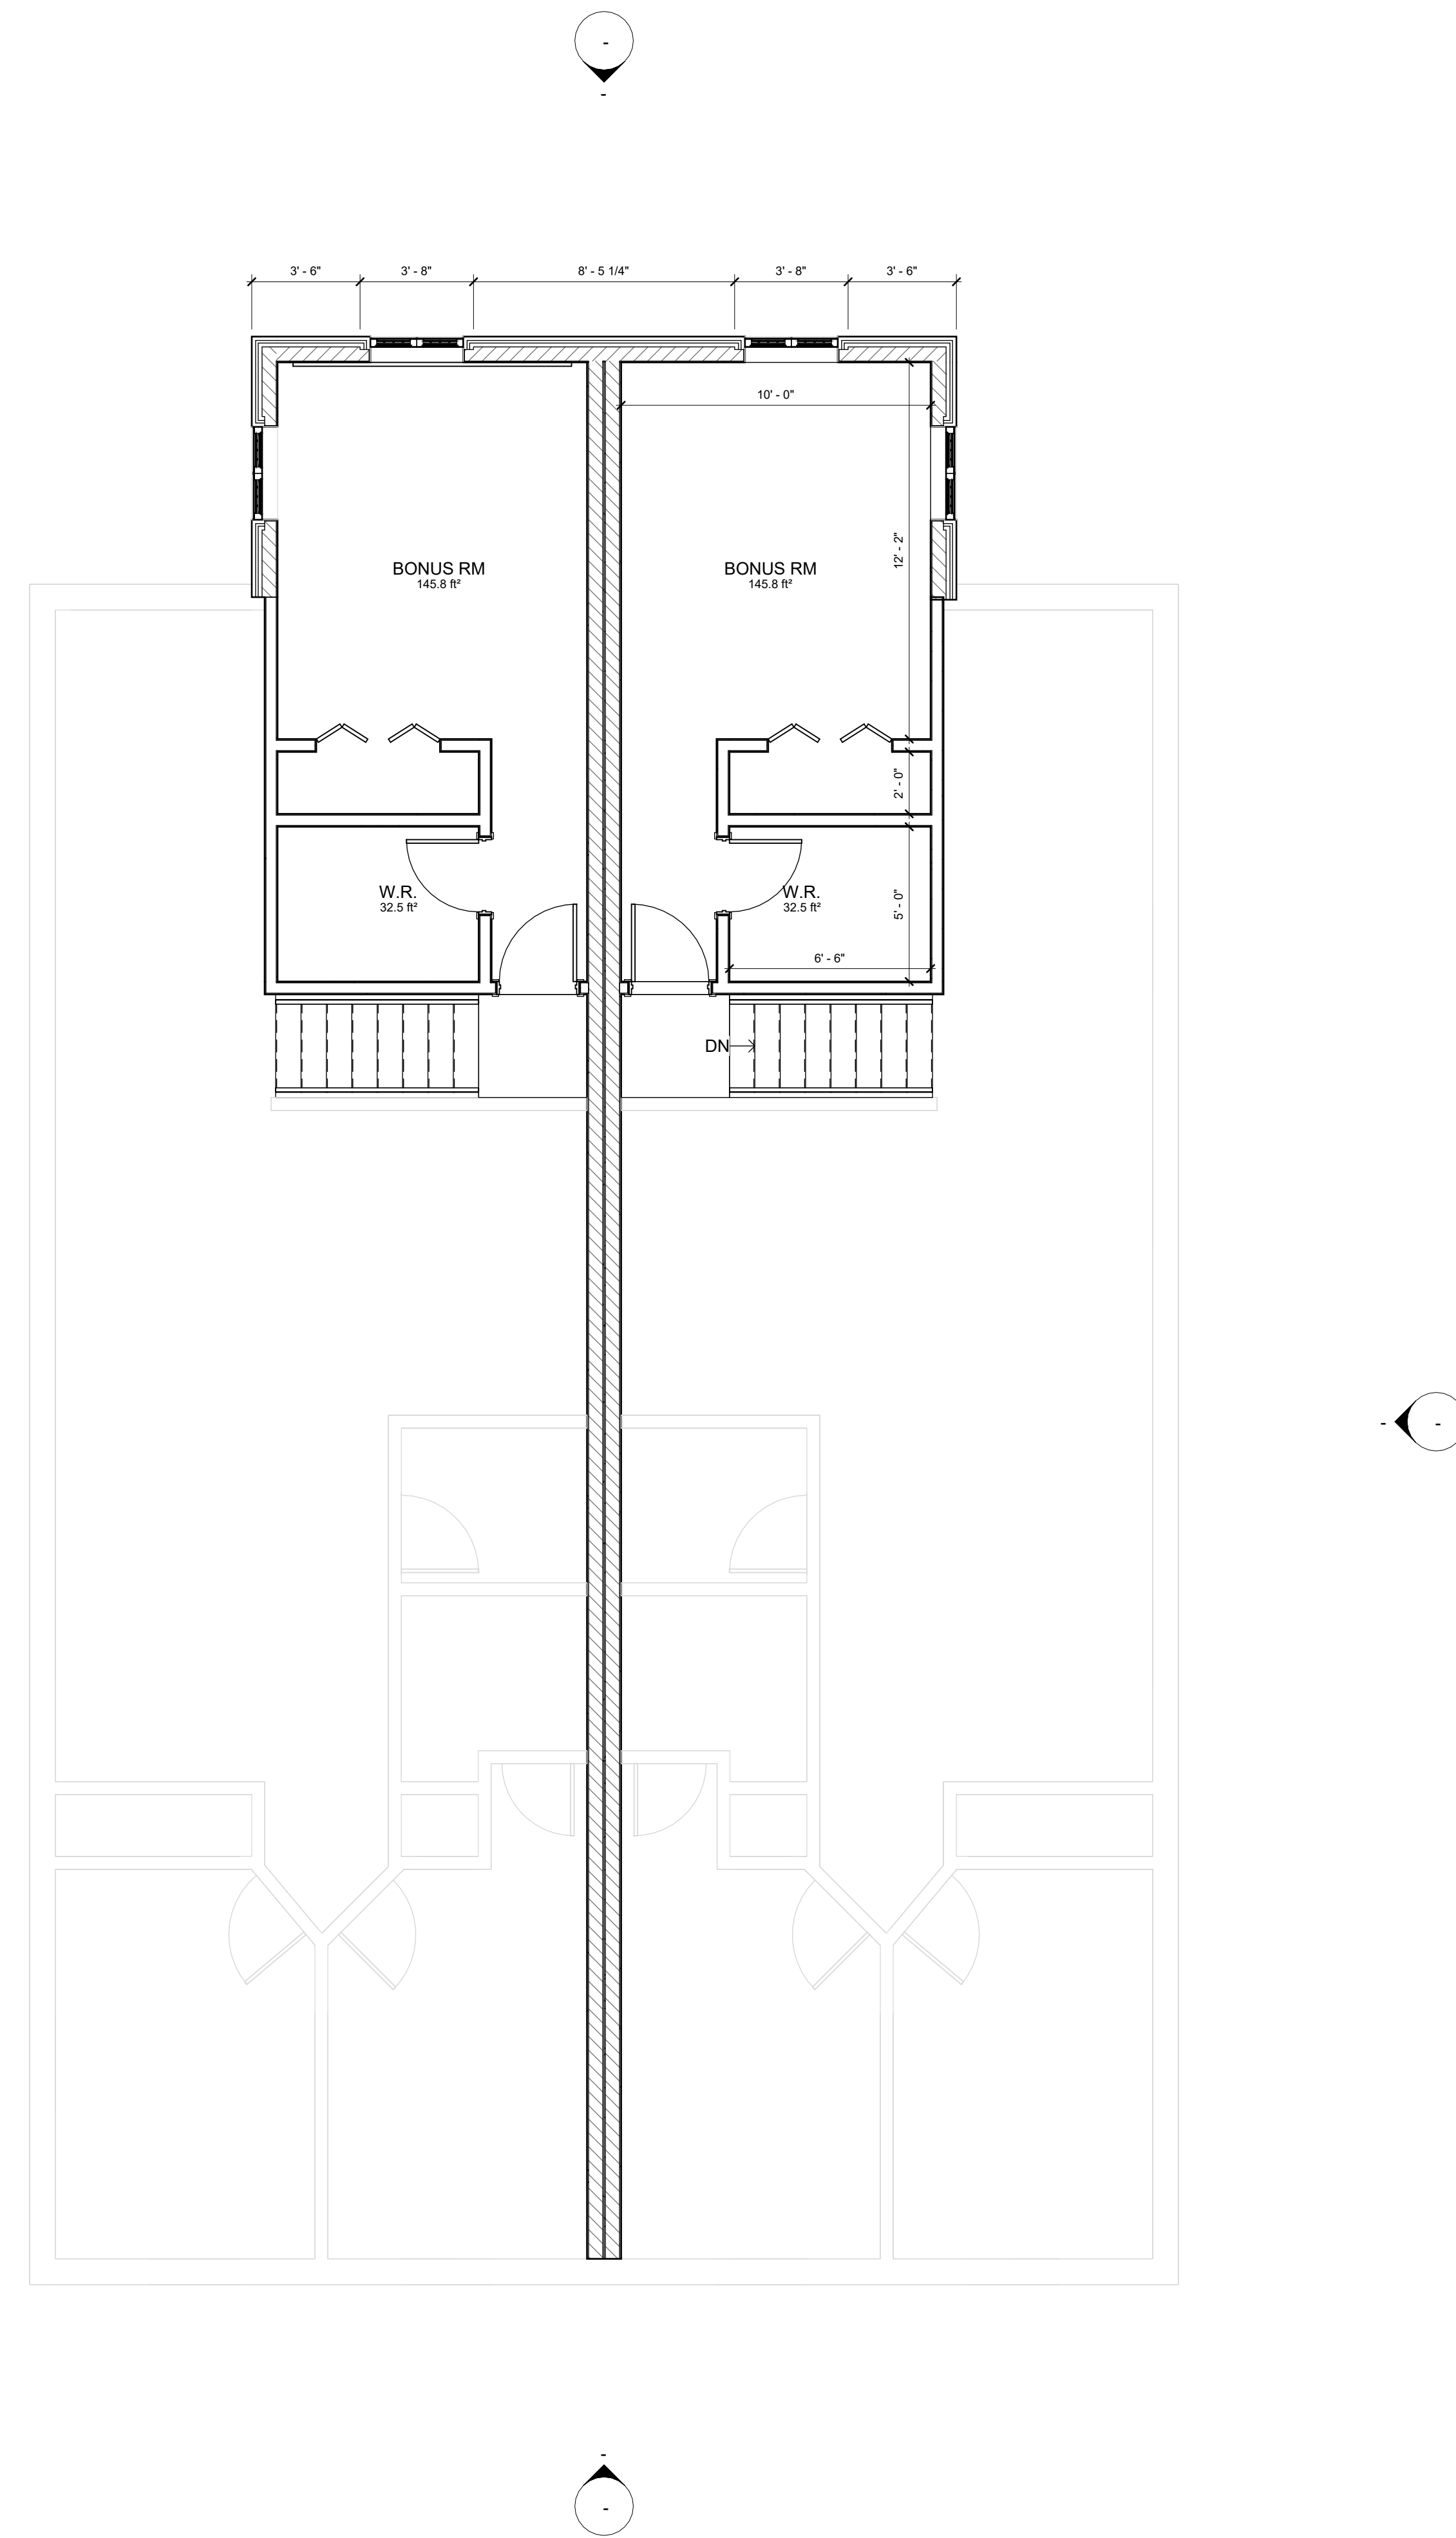 -
-
3' - 6"
3' - 8"
8' - 5 1/4"
3' - 8"
3' - 6"
10' - 0"
12' - 2"
BONUS RM
145.8 ft²
BONUS RM
145.8 ft²
2' - 0"
W.R.
32.5 ft²
W.R.
32.5 ft²
5' - 0"
6' - 6"
DN
-
-
-
-